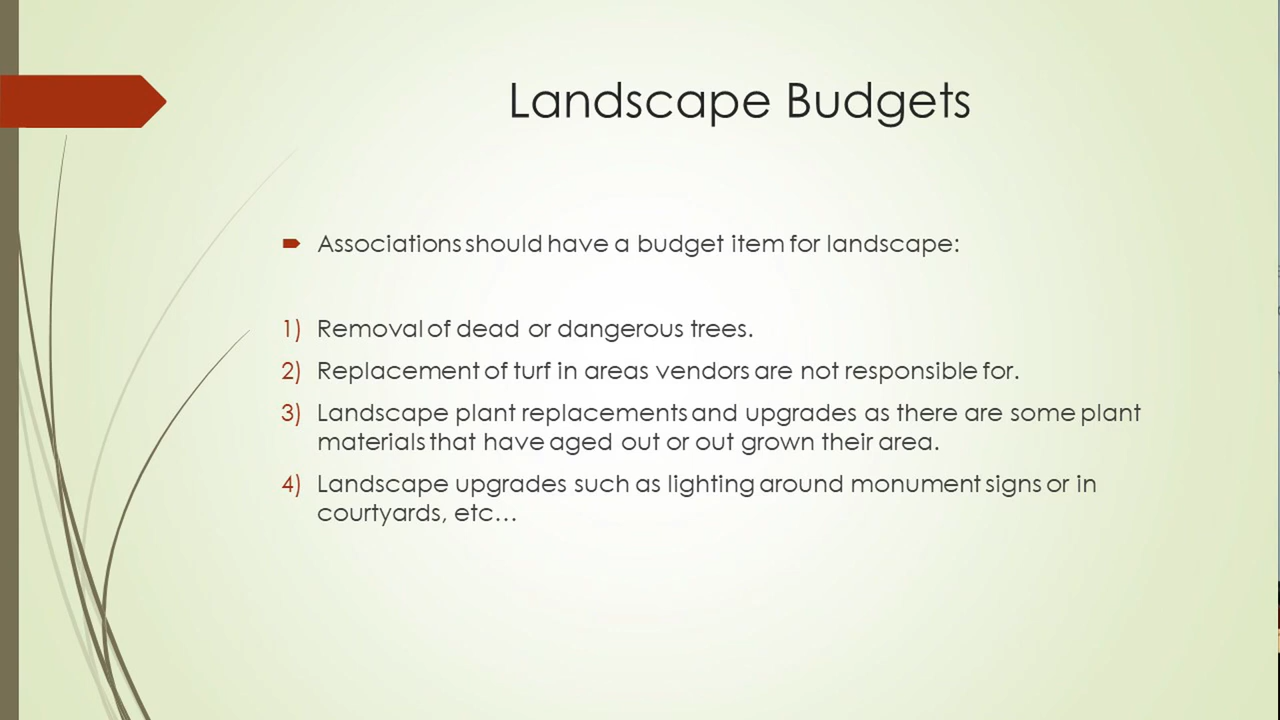 Landscape Budgets
Associations should have a budget item for landscape:
1) Removal of dead or dangerous trees.
2) Replacement of turf in areas vendors are not responsible for.
3) Landscape plant replacements and upgrades as there are some plant
materials that have aged out or out grown their area.
4) Landscape upgrades such as lighting around monument signs or in
courtyards, etc…